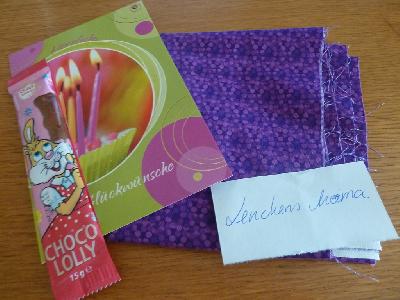 Glückwünsche
CHOCO
LOLLY
15g e
Lenchens Mama.